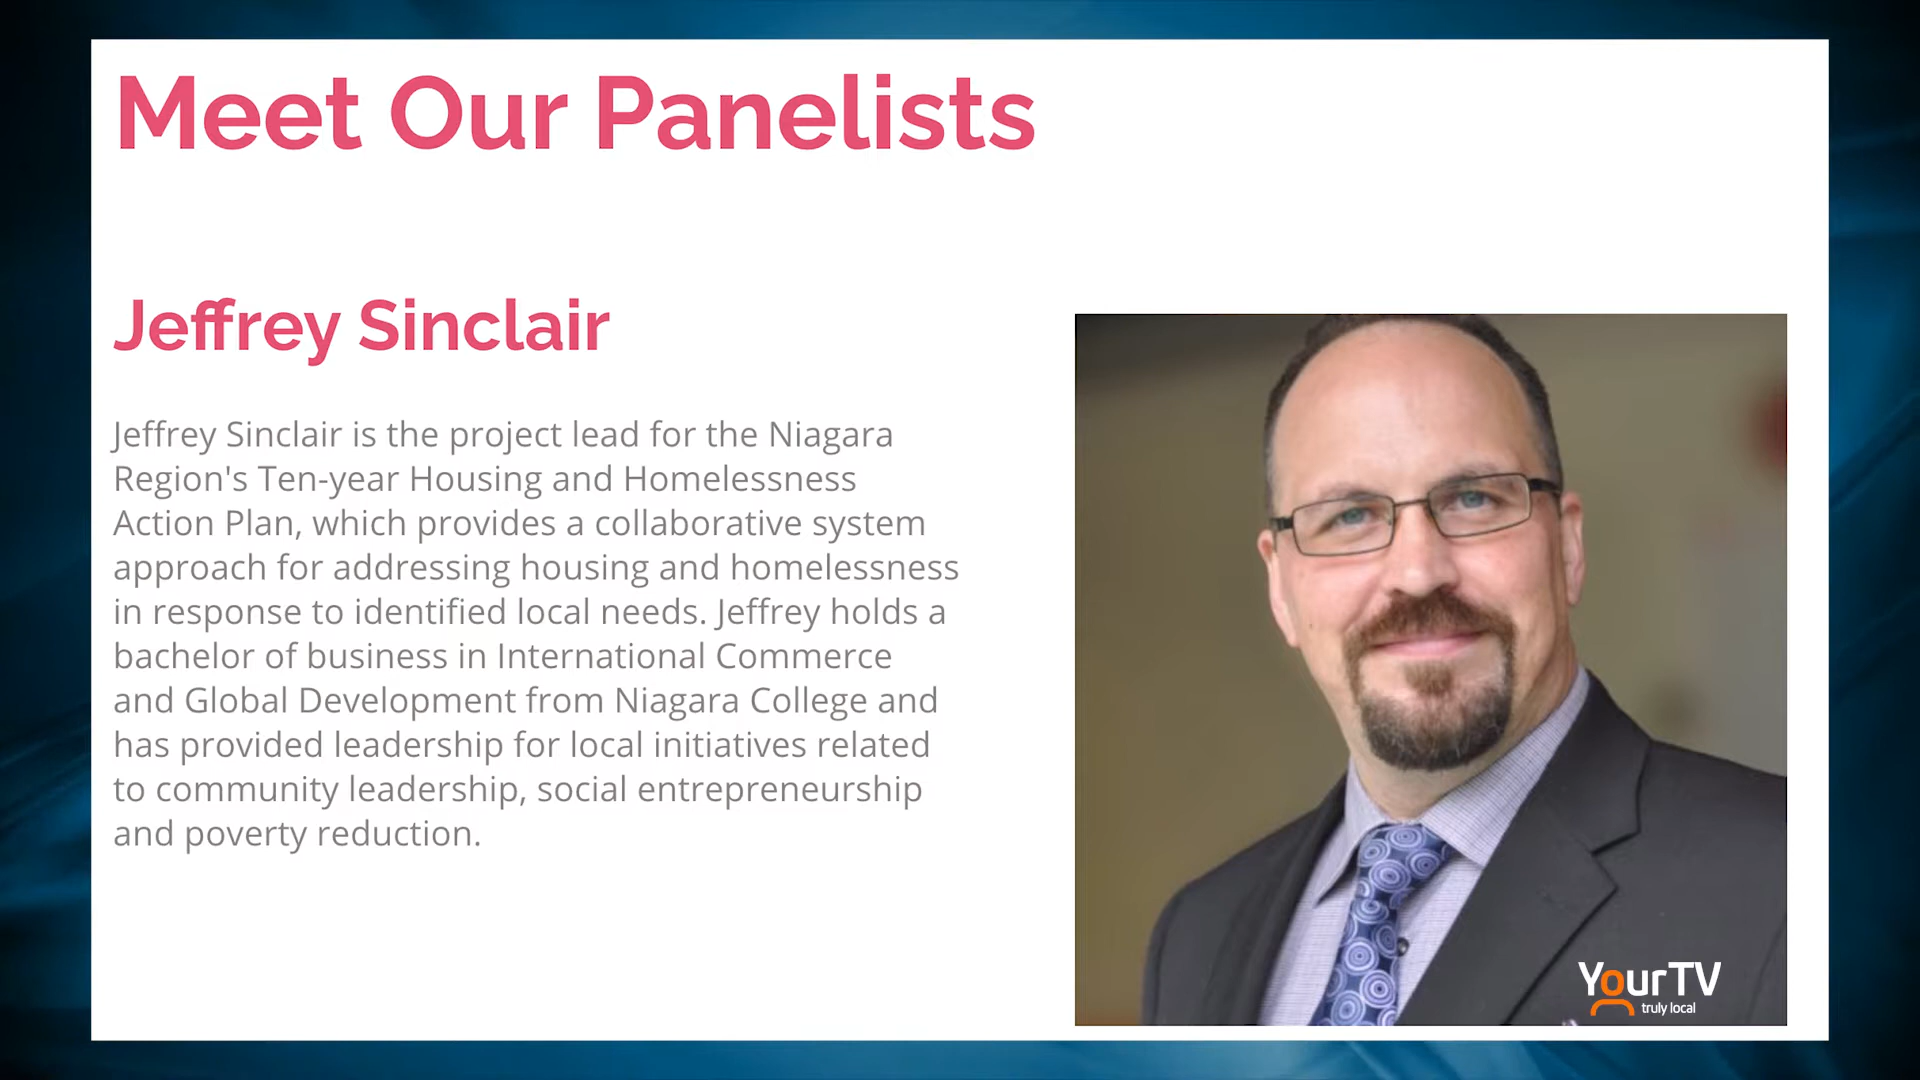 Meet Our Panelists
Jeffrey Sinclair
Jeffrey Sinclair is the project lead for the Niagara
Region's Ten-year Housing and Homelessness
Action Plan, which provides a collaborative system
approach for addressing housing and homelessness
in response to identified local needs. Jeffrey holds a
bachelor of business in International Commerce
and Global Development from Niagara College and
has provided leadership for local initiatives related
to community leadership, social entrepreneurship
and poverty reduction.
YourTV
truly local